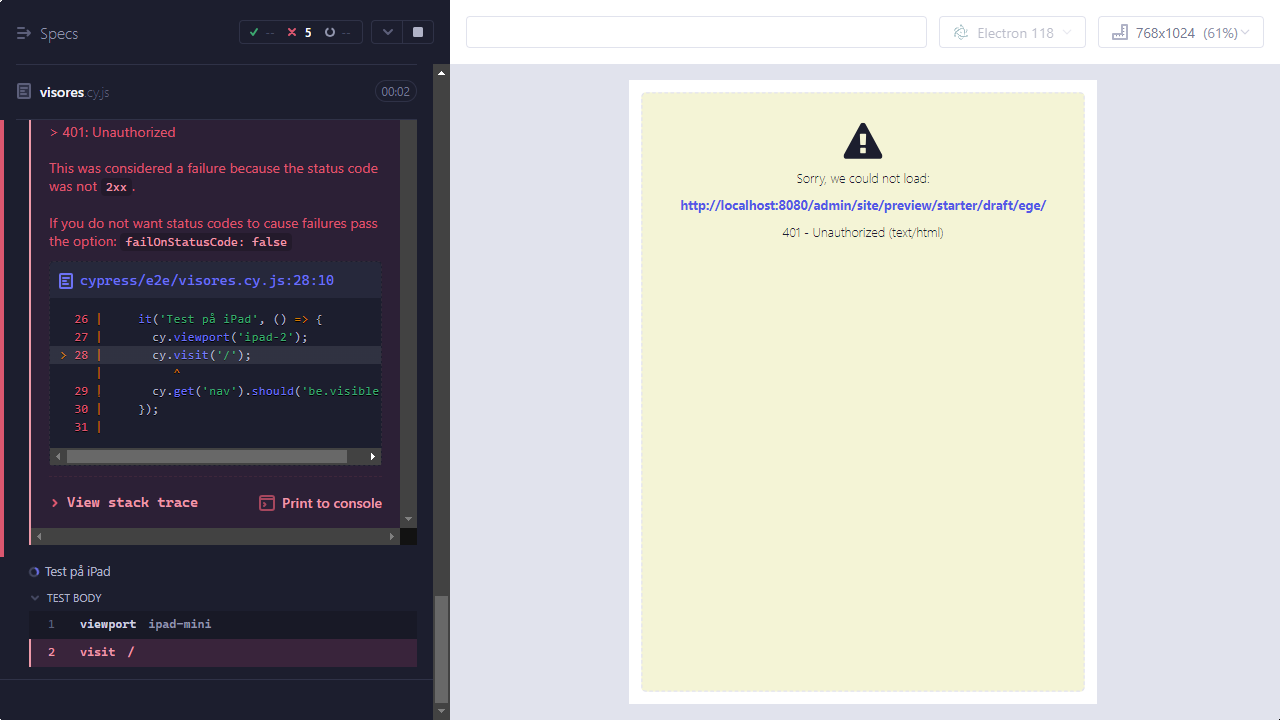 Specs
-- 5 --
visores.cy.js 00:02
> 401: Unauthorized
This was considered a failure because the status code
was not 2xx.
If you do not want status codes to cause failures pass
the option: failOnStatusCode: false
cypress/e2e/visores.cy.js:28:10
26 | it('Test på iPad', () => {
27 | cy.viewport('ipad-2');
> 28 | cy.visit('/');
| ^
29 | cy.get('nav').should('be.visible
30 | });
31 |
View stack trace Print to console
Test på iPad
TEST BODY
1 viewport ipad-mini
2 visit /
Electron 118
768x1024 (61%)
Sorry, we could not load:
http://localhost:8080/admin/site/preview/starter/draft/ege/
401 - Unauthorized (text/html)